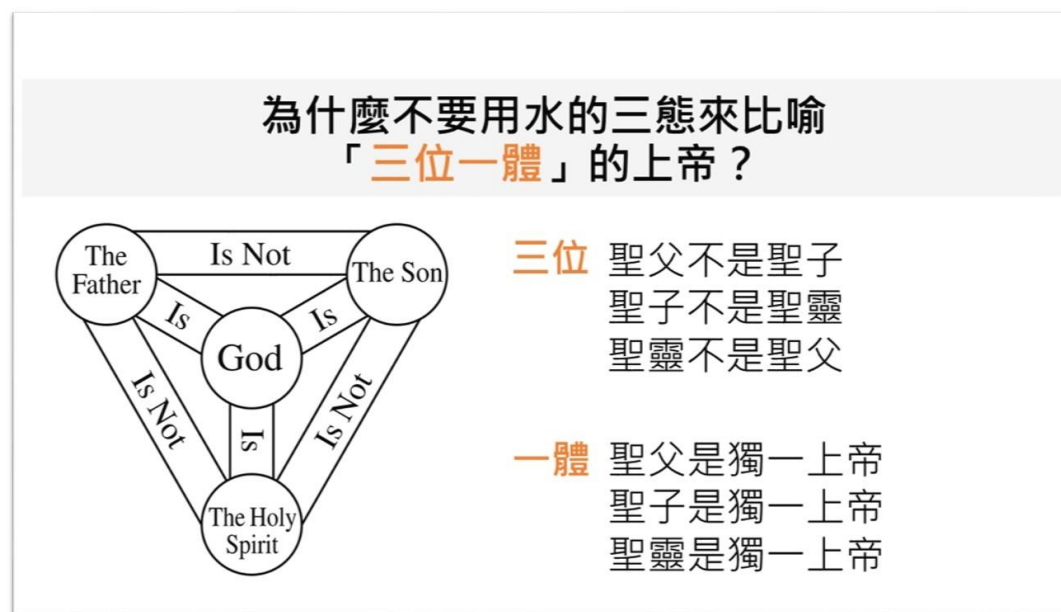 為什麼不要用水的三態來比喻
「三位一體」的上帝？
The
Father
Is Not
The Son
Is
Is
God
Is Not
Is
Is Not
The Holy
Spirit
三位 聖父不是聖子
聖子不是聖靈
聖靈不是聖父
一體 聖父是獨一上帝
聖子是獨一上帝
聖靈是獨一上帝